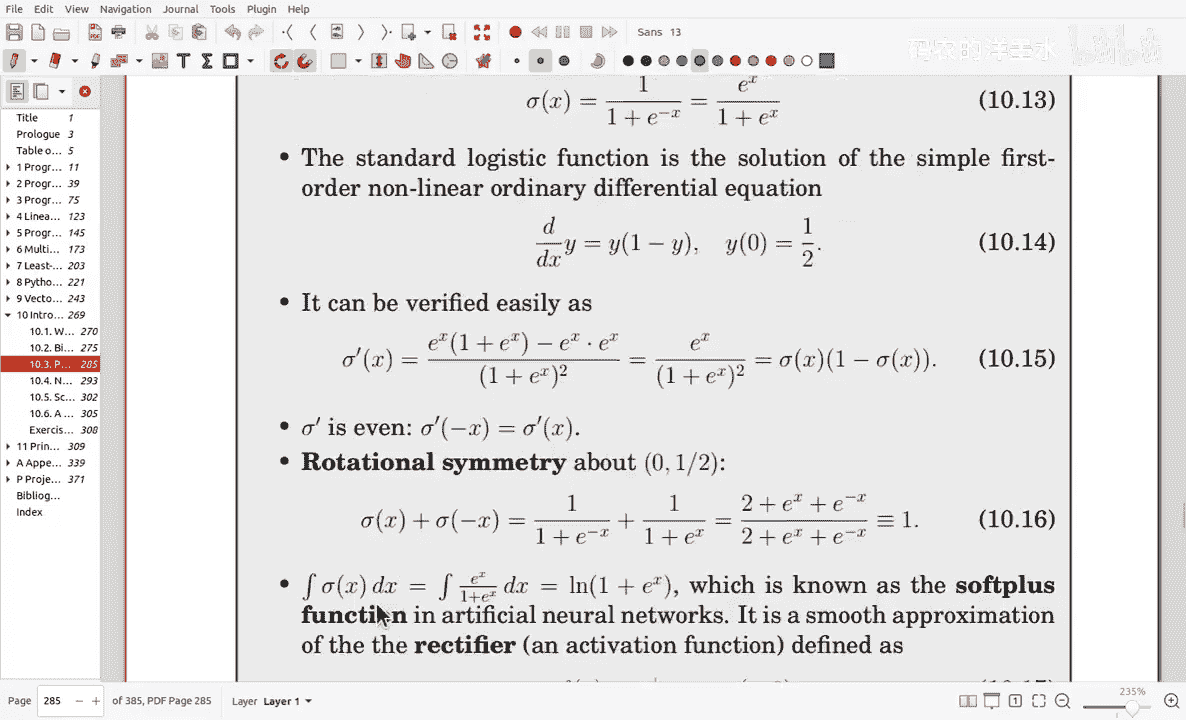 File Edit View Navigation Journal Tools Plugin Help
Sans 13
码农的洋墨水 bilibili
Title 1
Prologue 3
Table o... 5
1 Progr... 11
2 Progr... 39
3 Progr... 75
4 Linea... 123
5 Progr... 145
6 Multi... 173
7 Least-... 203
8 Pytho... 221
9 Vecto... 243
10 Intro... 269
10.1. W... 270
10.2. Bi... 275
10.3. P... 285
10.4. N... 293
10.5. Sc... 302
10.6. A ... 305
Exercis... 308
11 Prin... 309
A Appe... 339
P Proje... 371
Bibliog...
Index
σ(x) = 1/(1 + e^{−x}) = e^x/(1 + e^x) (10.13)
• The standard logistic function is the solution of the simple first-
order non-linear ordinary differential equation
d/dx y = y(1 − y), y(0) = 1/2. (10.14)
• It can be verified easily as
σ′(x) = (e^x(1 + e^x) − e^x · e^x)/(1 + e^x)^2 = e^x/(1 + e^x)^2 = σ(x)(1 − σ(x)). (10.15)
• σ′ is even: σ′(−x) = σ′(x).
• Rotational symmetry about (0, 1/2):
σ(x) + σ(−x) = 1/(1 + e^{−x}) + 1/(1 + e^x) = (2 + e^x + e^{−x})/(2 + e^x + e^{−x}) ≡ 1. (10.16)
• ∫ σ(x) dx = ∫ e^x/(1+e^x) dx = ln(1 + e^x), which is known as the softplus
function in artificial neural networks. It is a smooth approximation
of the the rectifier (an activation function) defined as
Page 285 − + of 385, PDF Page 285 Layer Layer 1 235%